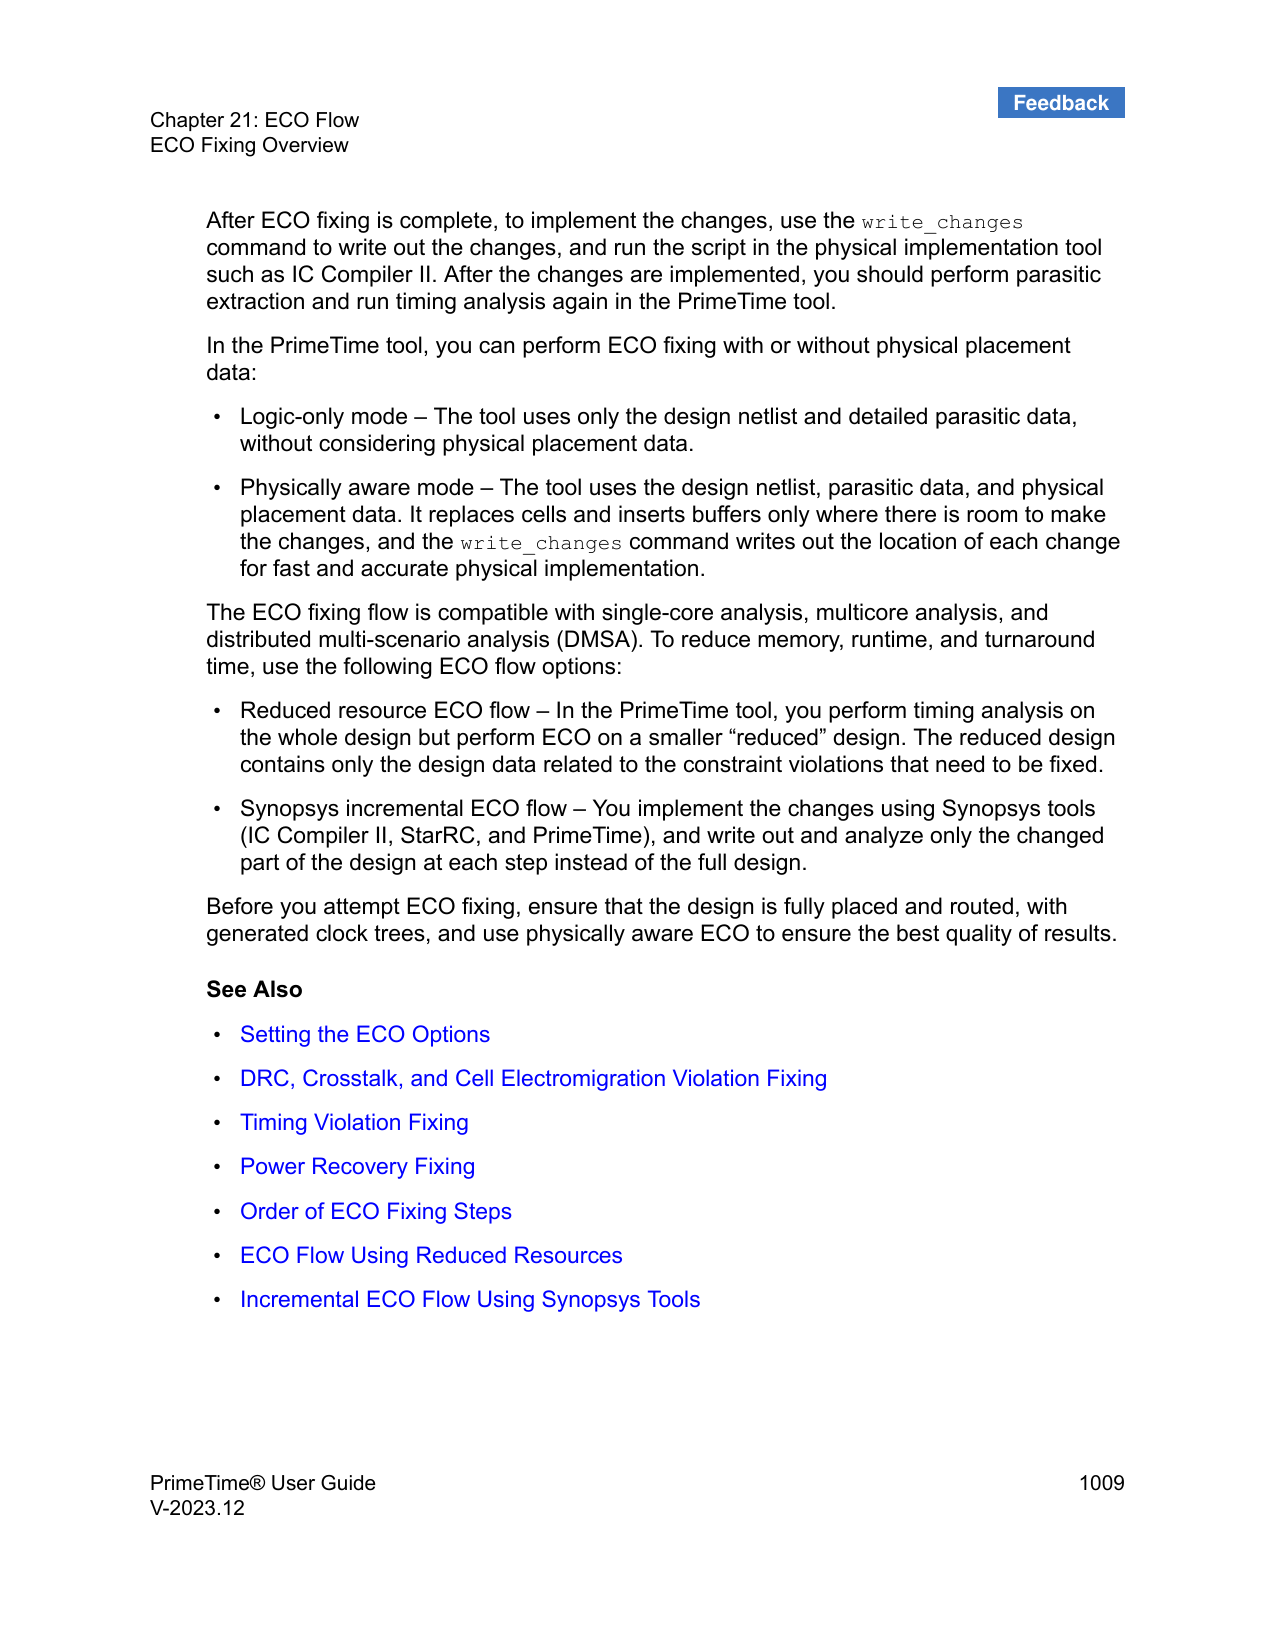 Feedback
Chapter 21: ECO Flow
ECO Fixing Overview
After ECO fixing is complete, to implement the changes, use the write_changes
command to write out the changes, and run the script in the physical implementation tool
such as IC Compiler II. After the changes are implemented, you should perform parasitic
extraction and run timing analysis again in the PrimeTime tool.
In the PrimeTime tool, you can perform ECO fixing with or without physical placement
data:
• Logic-only mode – The tool uses only the design netlist and detailed parasitic data,
without considering physical placement data.
• Physically aware mode – The tool uses the design netlist, parasitic data, and physical
placement data. It replaces cells and inserts buffers only where there is room to make
the changes, and the write_changes command writes out the location of each change
for fast and accurate physical implementation.
The ECO fixing flow is compatible with single-core analysis, multicore analysis, and
distributed multi-scenario analysis (DMSA). To reduce memory, runtime, and turnaround
time, use the following ECO flow options:
• Reduced resource ECO flow – In the PrimeTime tool, you perform timing analysis on
the whole design but perform ECO on a smaller “reduced” design. The reduced design
contains only the design data related to the constraint violations that need to be fixed.
• Synopsys incremental ECO flow – You implement the changes using Synopsys tools
(IC Compiler II, StarRC, and PrimeTime), and write out and analyze only the changed
part of the design at each step instead of the full design.
Before you attempt ECO fixing, ensure that the design is fully placed and routed, with
generated clock trees, and use physically aware ECO to ensure the best quality of results.
See Also
• Setting the ECO Options
• DRC, Crosstalk, and Cell Electromigration Violation Fixing
• Timing Violation Fixing
• Power Recovery Fixing
• Order of ECO Fixing Steps
• ECO Flow Using Reduced Resources
• Incremental ECO Flow Using Synopsys Tools
PrimeTime® User Guide 1009
V-2023.12